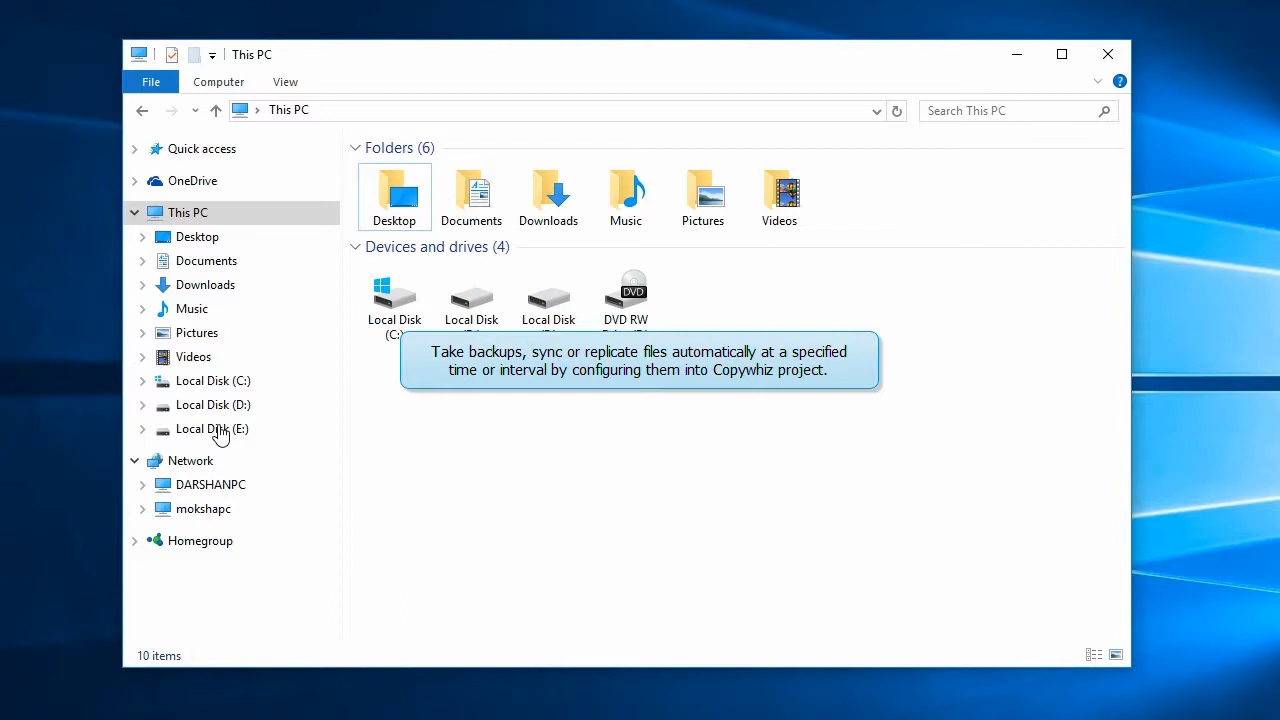 This PC
File Computer View
This PC
Search This PC
Quick access
OneDrive
This PC
Desktop
Documents
Downloads
Music
Pictures
Videos
Local Disk (C:)
Local Disk (D:)
Local Disk (E:)
Network
DARSHANPC
mokshapc
Homegroup
Folders (6)
Desktop Documents Downloads Music Pictures Videos
Devices and drives (4)
Local Disk Local Disk Local Disk DVD RW
DVD
(C:)
Take backups, sync or replicate files automatically at a specified
time or interval by configuring them into Copywhiz project.
10 items